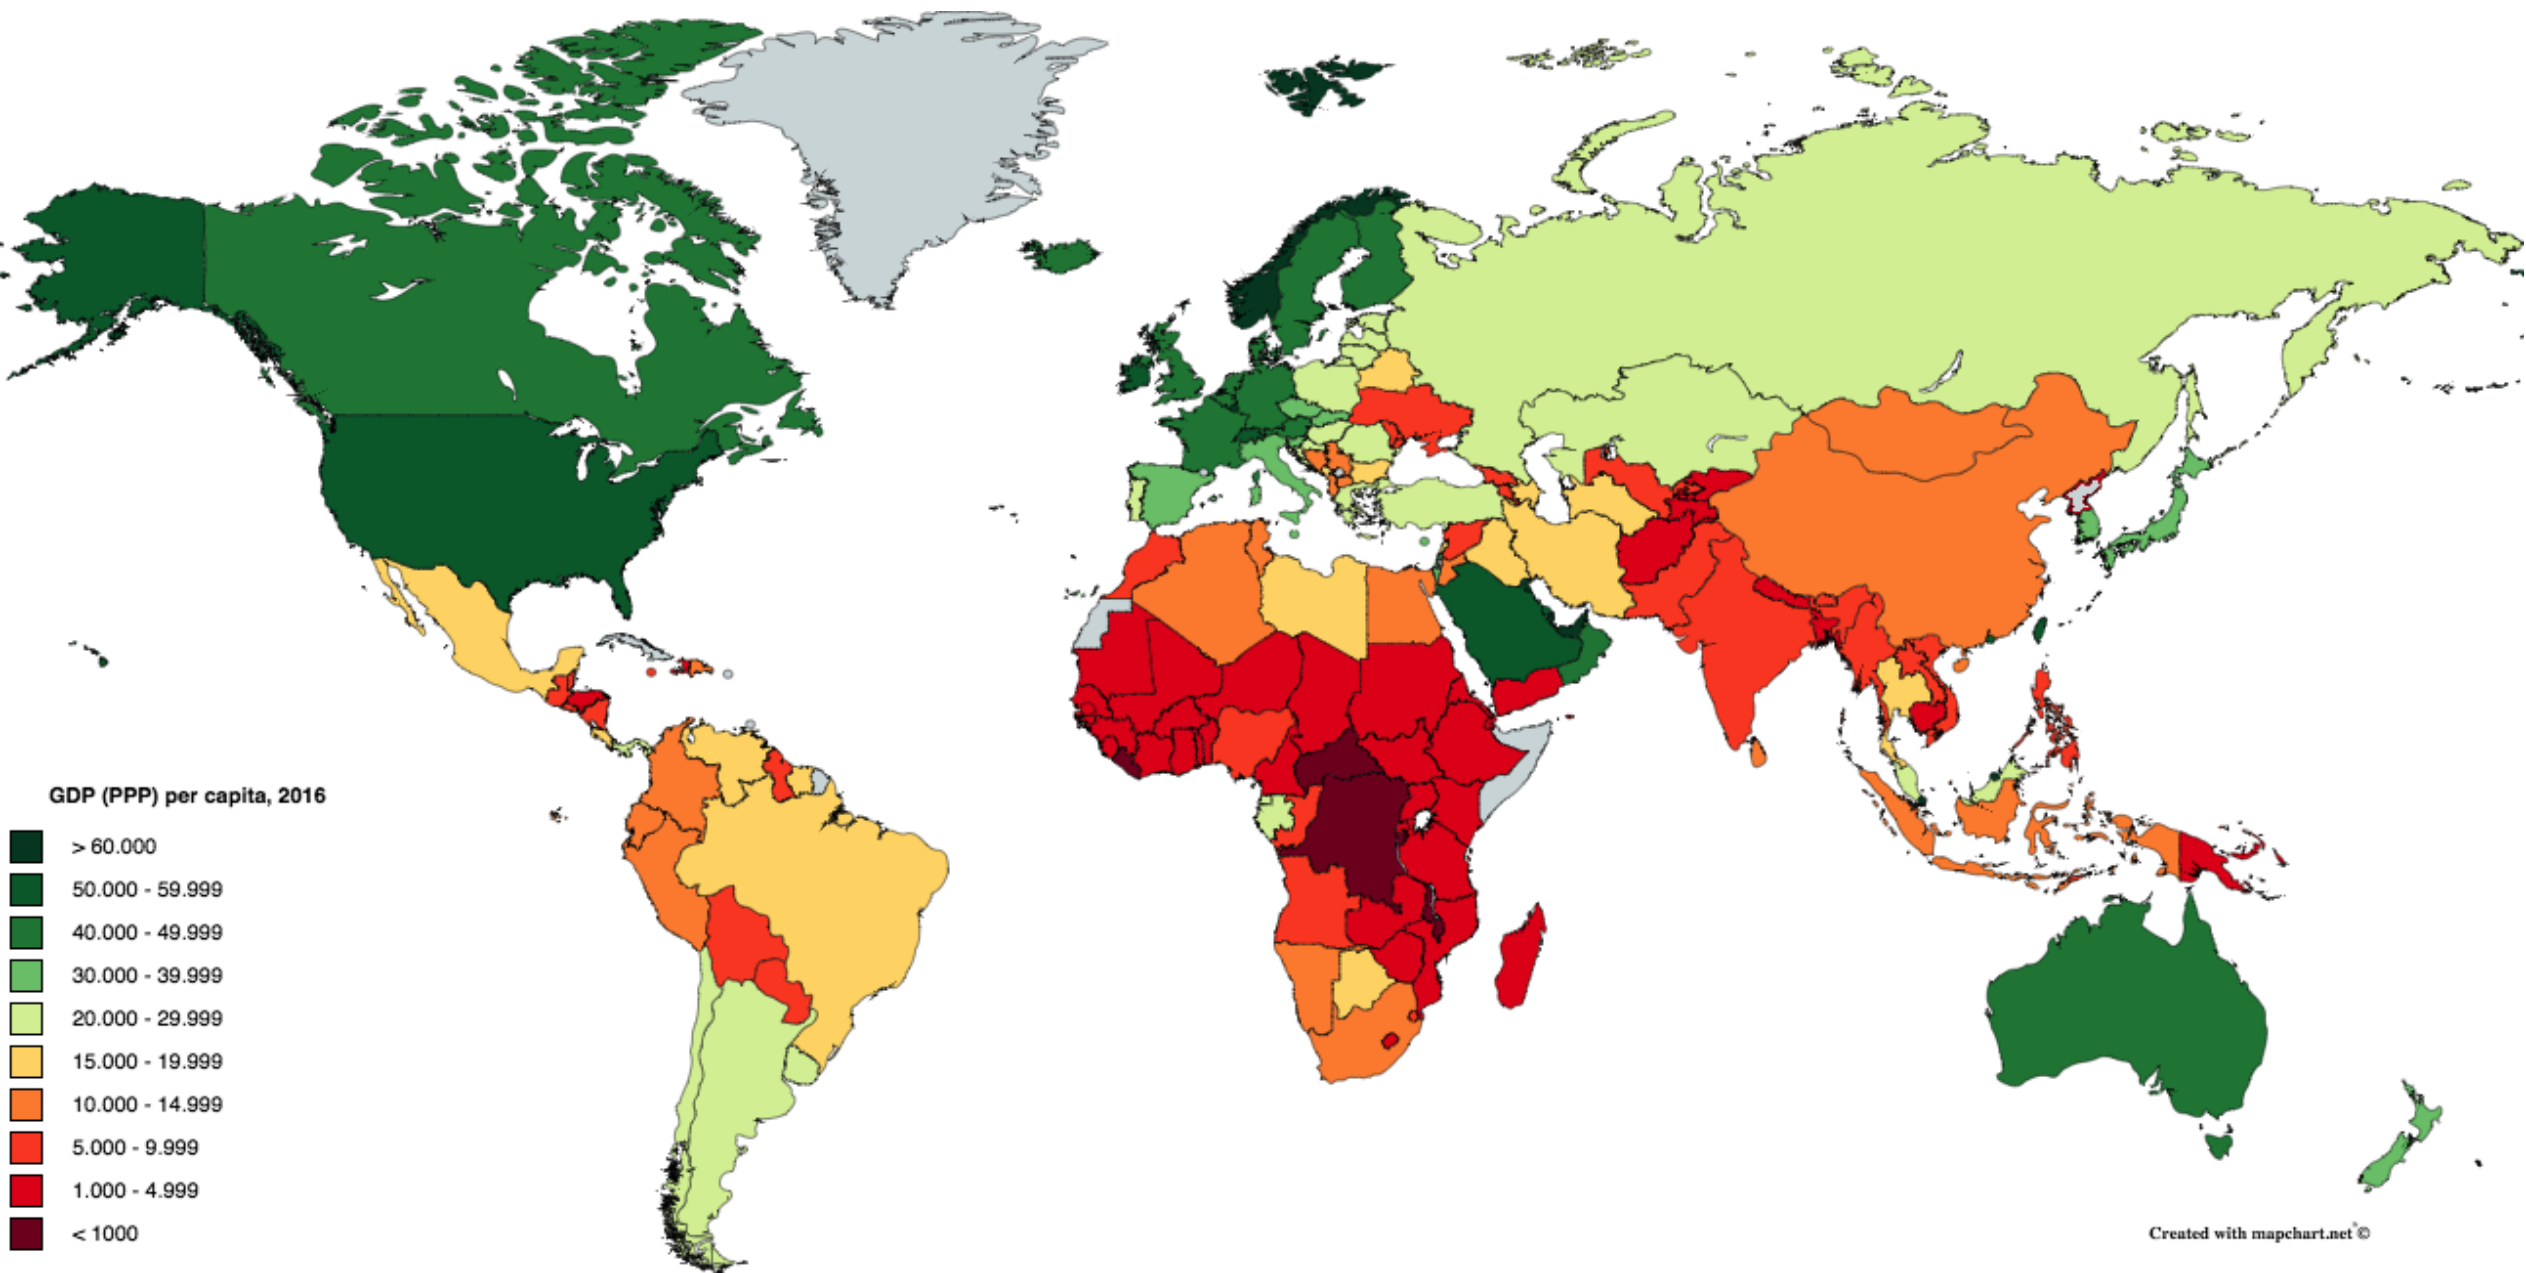 GDP (PPP) per capita, 2016
> 60.000
50.000 - 59.999
40.000 - 49.999
30.000 - 39.999
20.000 - 29.999
15.000 - 19.999
10.000 - 14.999
5.000 - 9.999
1.000 - 4.999
< 1000
Created with mapchart.net ©